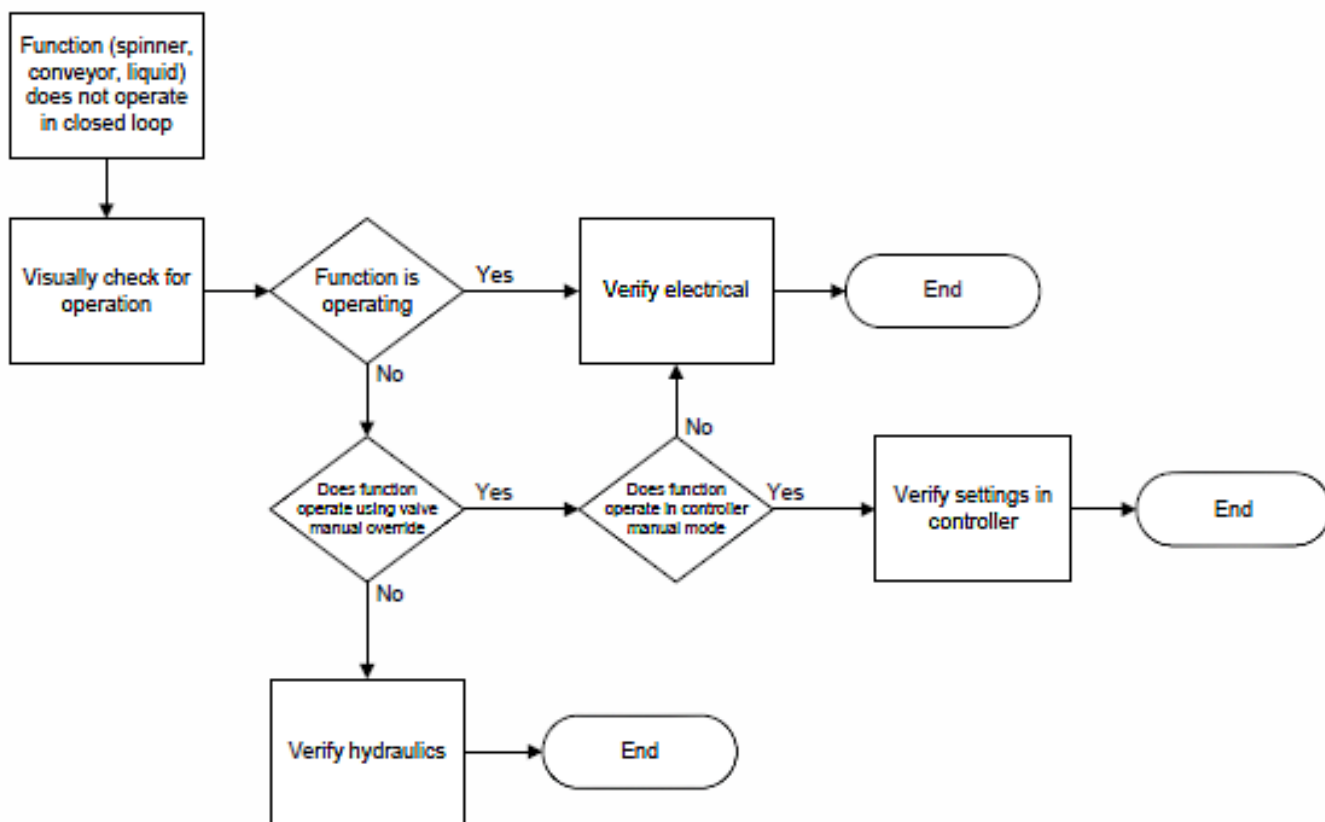 Function (spinner,
conveyor, liquid)
does not operate
in closed loop
Visually check for
operation
Function is
operating
Yes
Verify electrical
End
No
No
Does function
operate using valve
manual override
Yes
Does function
operate in controller
manual mode
Yes
Verify settings in
controller
End
No
Verify hydraulics
End